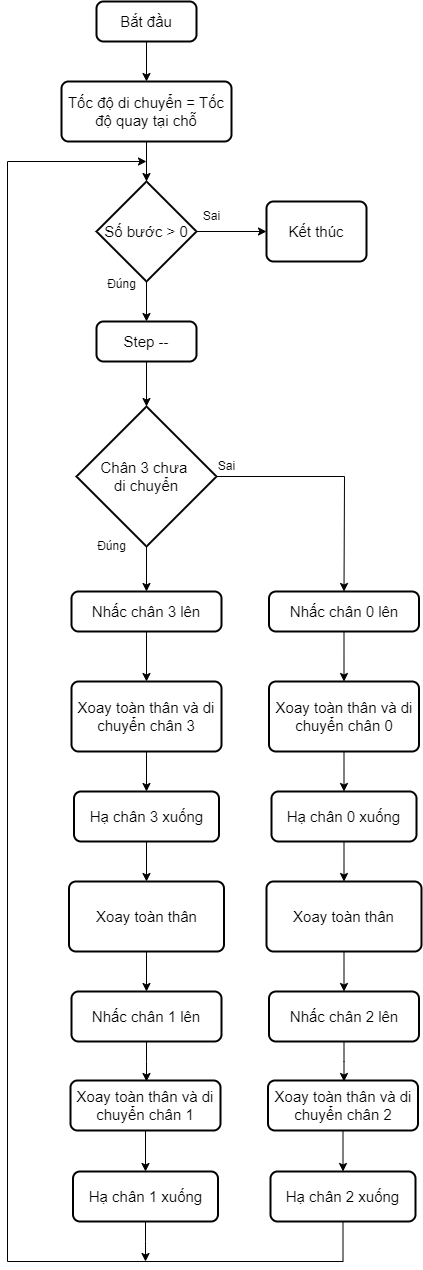 Bắt đầu
Tốc độ di chuyển = Tốc
độ quay tại chỗ
Số bước > 0
Sai
Kết thúc
Đúng
Step --
Chân 3 chưa
di chuyển
Sai
Đúng
Nhấc chân 3 lên
Nhấc chân 0 lên
Xoay toàn thân và di
chuyển chân 3
Xoay toàn thân và di
chuyển chân 0
Hạ chân 3 xuống
Hạ chân 0 xuống
Xoay toàn thân
Xoay toàn thân
Nhấc chân 1 lên
Nhấc chân 2 lên
Xoay toàn thân và di
chuyển chân 1
Xoay toàn thân và di
chuyển chân 2
Hạ chân 1 xuống
Hạ chân 2 xuống